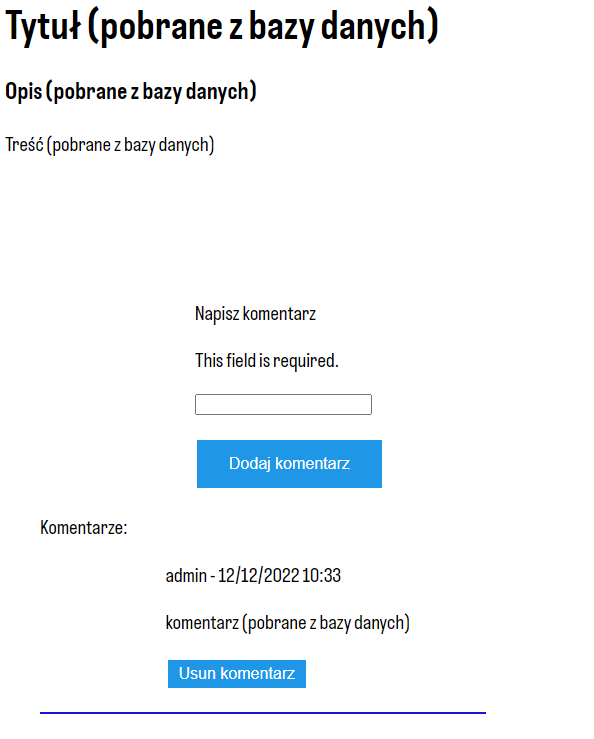 Tytuł (pobrane z bazy danych)
Opis (pobrane z bazy danych)
Treść (pobrane z bazy danych)
Napisz komentarz
This field is required.
Dodaj komentarz
Komentarze:
admin - 12/12/2022 10:33
komentarz (pobrane z bazy danych)
Usun komentarz